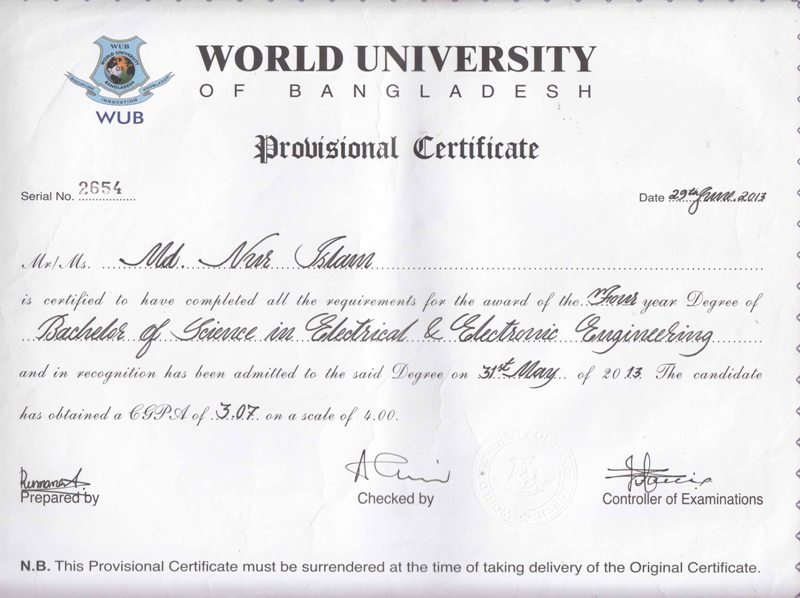 WUB
WORLD UNIVERSITY
OF
BANGLADESH
DISCIPLINE
INNOVATION
KNOWLEDGE
WUB
WORLD UNIVERSITY
OF BANGLADESH
Provisional Certificate
Serial No. 2654
Date 29th June. 2013
Mr/Ms. Md. Nur Islam
is certified to have completed all the requirements for the award of the Four year Degree of
Bachelor of Science in Electrical & Electronic Engineering
and in recognition has been admitted to the said Degree on 31st May of 2013. The candidate
has obtained a CGPA of 3.07 on a scale of 4.00.
Prepared by
Checked by
Controller of Examinations
N.B. This Provisional Certificate must be surrendered at the time of taking delivery of the Original Certificate.